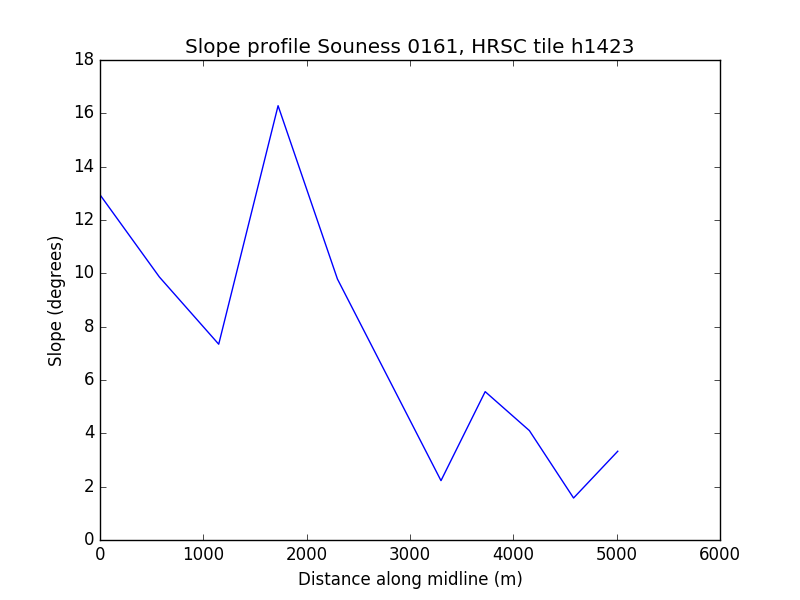 Slope profile Souness 0161, HRSC tile h1423
18
16
14
12
10
8
6
4
2
0
Slope (degrees)
0 1000 2000 3000 4000 5000 6000
Distance along midline (m)